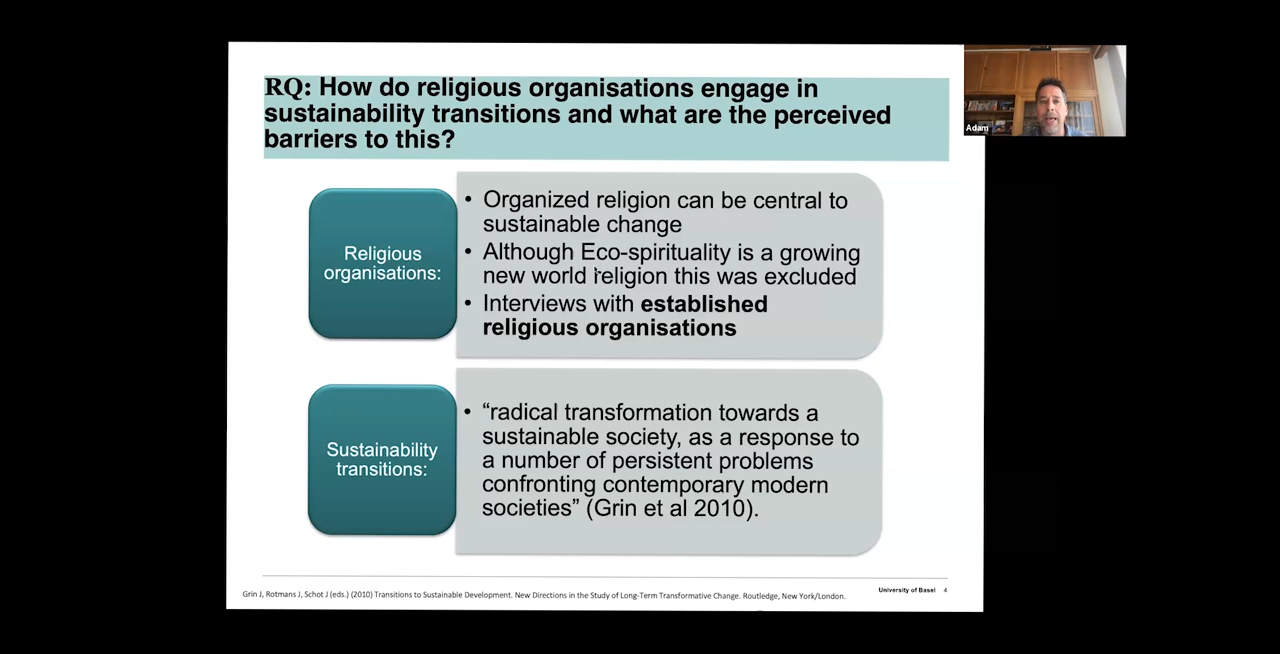 RQ: How do religious organisations engage in
sustainability transitions and what are the perceived
barriers to this?
Adam
Religious
organisations:
• Organized religion can be central to
sustainable change
• Although Eco-spirituality is a growing
new world religion this was excluded
• Interviews with established
religious organisations
Sustainability
transitions:
• “radical transformation towards a
sustainable society, as a response to
a number of persistent problems
confronting contemporary modern
societies” (Grin et al 2010).
Grin J, Rotmans J, Schot J (eds.) (2010) Transitions to Sustainable Development. New Directions in the Study of Long-Term Transformative Change. Routledge, New York/London.
University of Basel 4